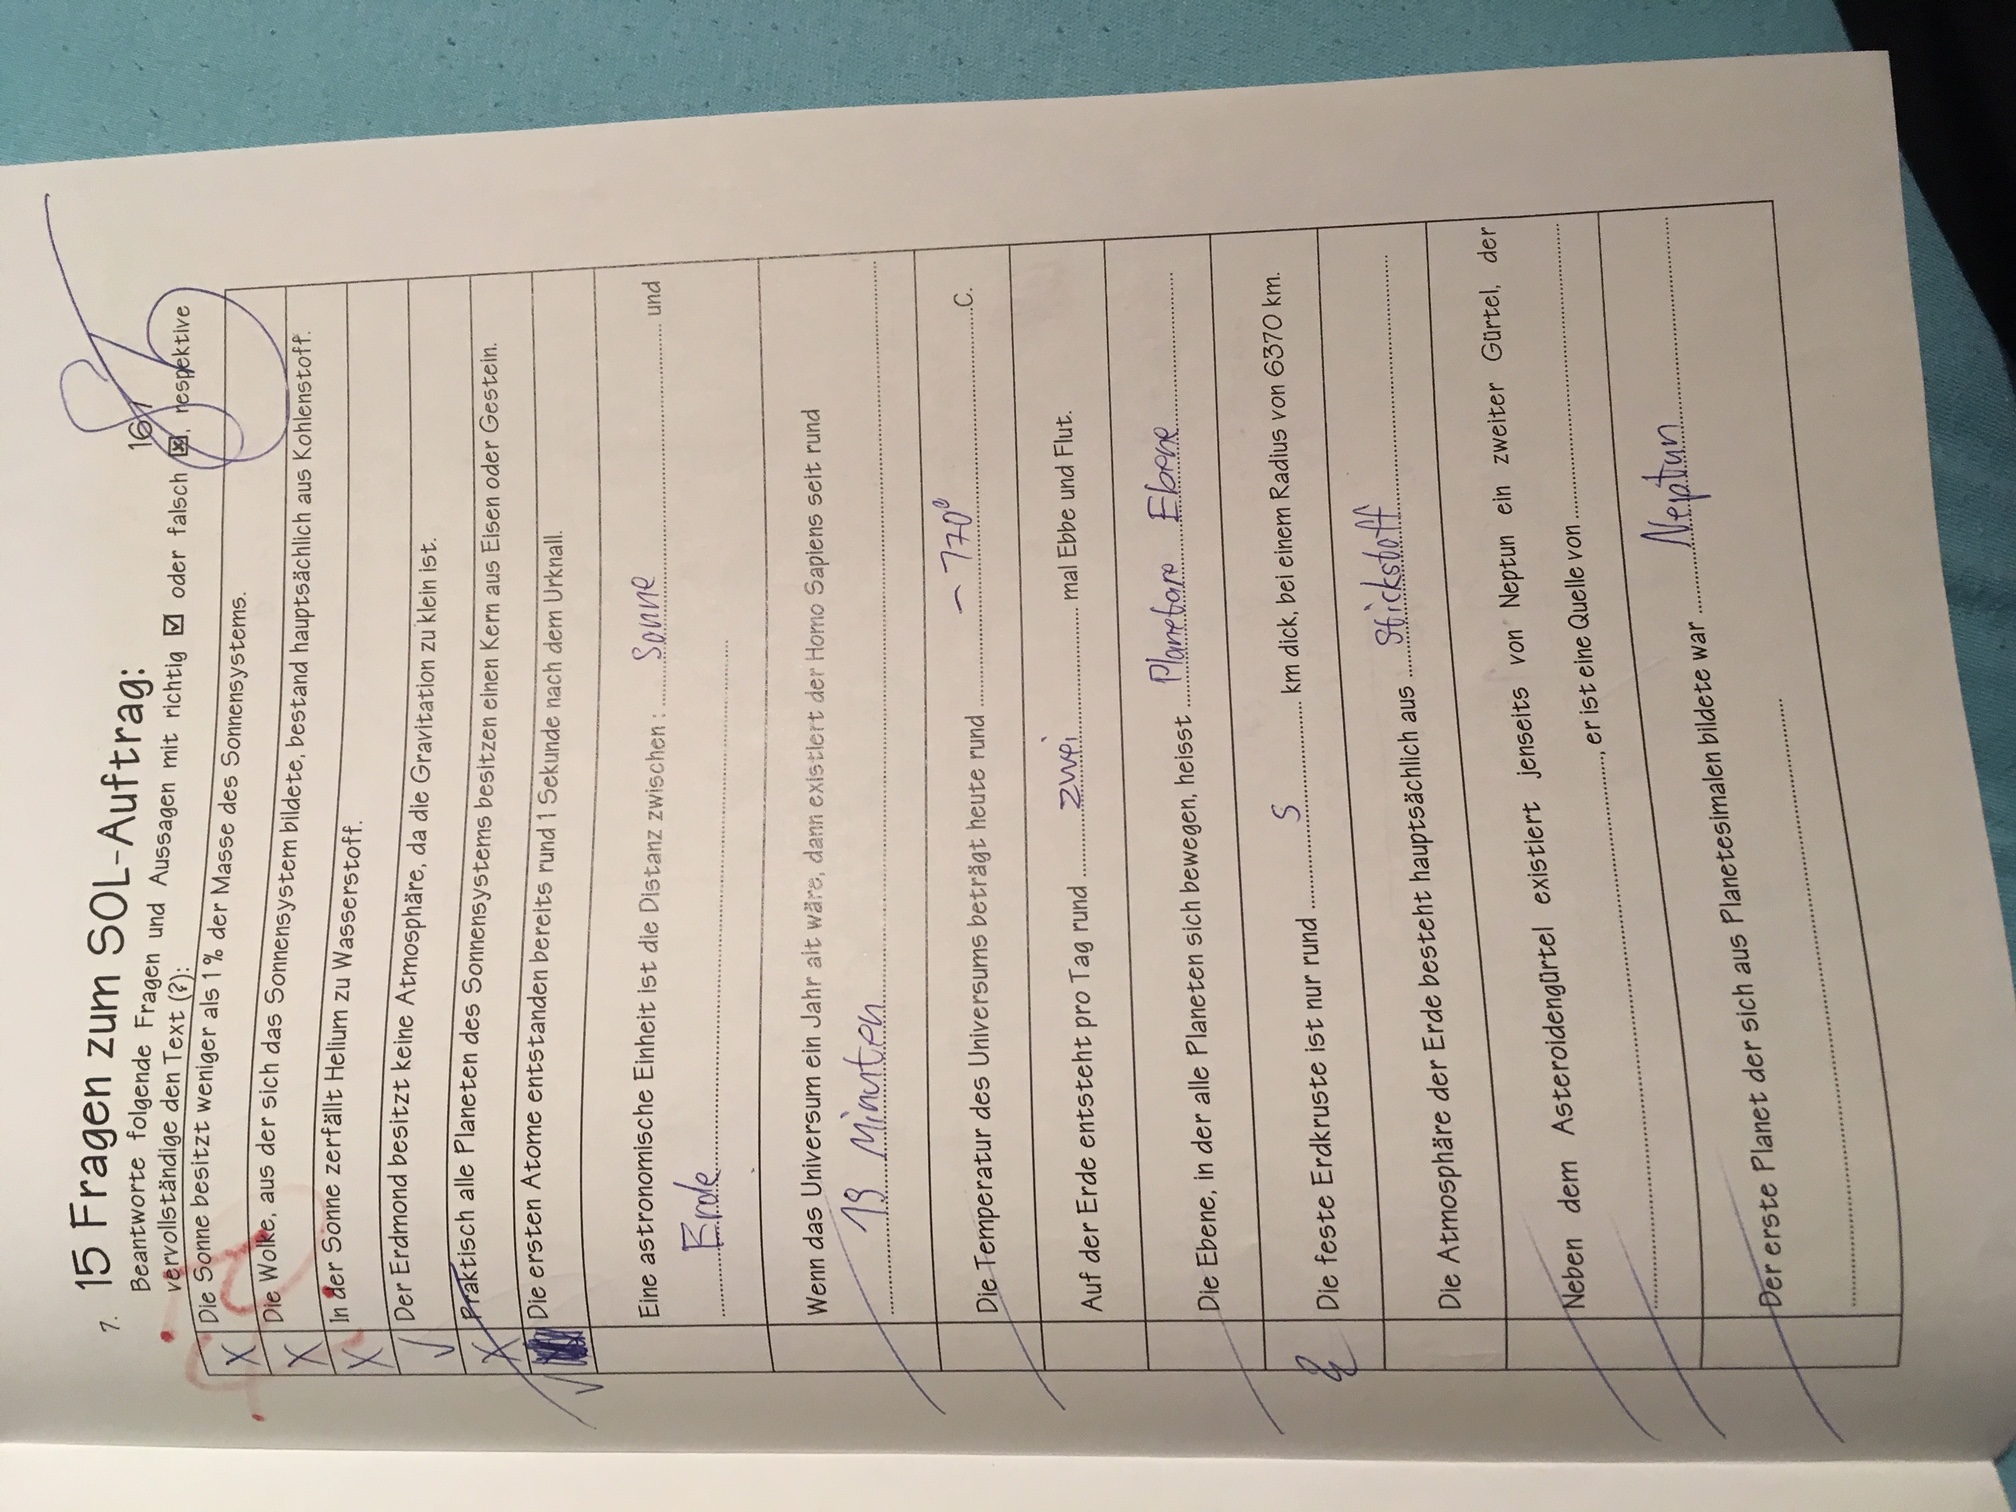 7. 15 Fragen zum SOL-Auftrag:
Beantworte folgende Fragen und Aussagen mit richtig ☑ oder falsch ☒, respektive
vervollständige den Text (?):
X Die Sonne besitzt weniger als 1 % der Masse des Sonnensystems.
X Die Wolke, aus der sich das Sonnensystem bildete, bestand hauptsächlich aus Kohlenstoff.
X In der Sonne zerfällt Helium zu Wasserstoff.
✓ Der Erdmond besitzt keine Atmosphäre, da die Gravitation zu klein ist.
X Praktisch alle Planeten des Sonnensystems besitzen einen Kern aus Eisen oder Gestein.
✓ Die ersten Atome entstanden bereits rund 1 Sekunde nach dem Urknall.
Eine astronomische Einheit ist die Distanz zwischen : Sonne und
Erde
Wenn das Universum ein Jahr alt wäre, dann existiert der Homo Sapiens seit rund
19 Minuten
Die Temperatur des Universums beträgt heute rund -170° C.
Auf der Erde entsteht pro Tag rund zwei mal Ebbe und Flut.
Die Ebene, in der alle Planeten sich bewegen, heisst Planetare Ebene
Die feste Erdkruste ist nur rund 5 km dick, bei einem Radius von 6370 km.
Die Atmosphäre der Erde besteht hauptsächlich aus Stickstoff
Neben dem Asteroidengürtel existiert jenseits von Neptun ein zweiter Gürtel, der
, er ist eine Quelle von
Der erste Planet der sich aus Planetesimalen bildete war Neptun